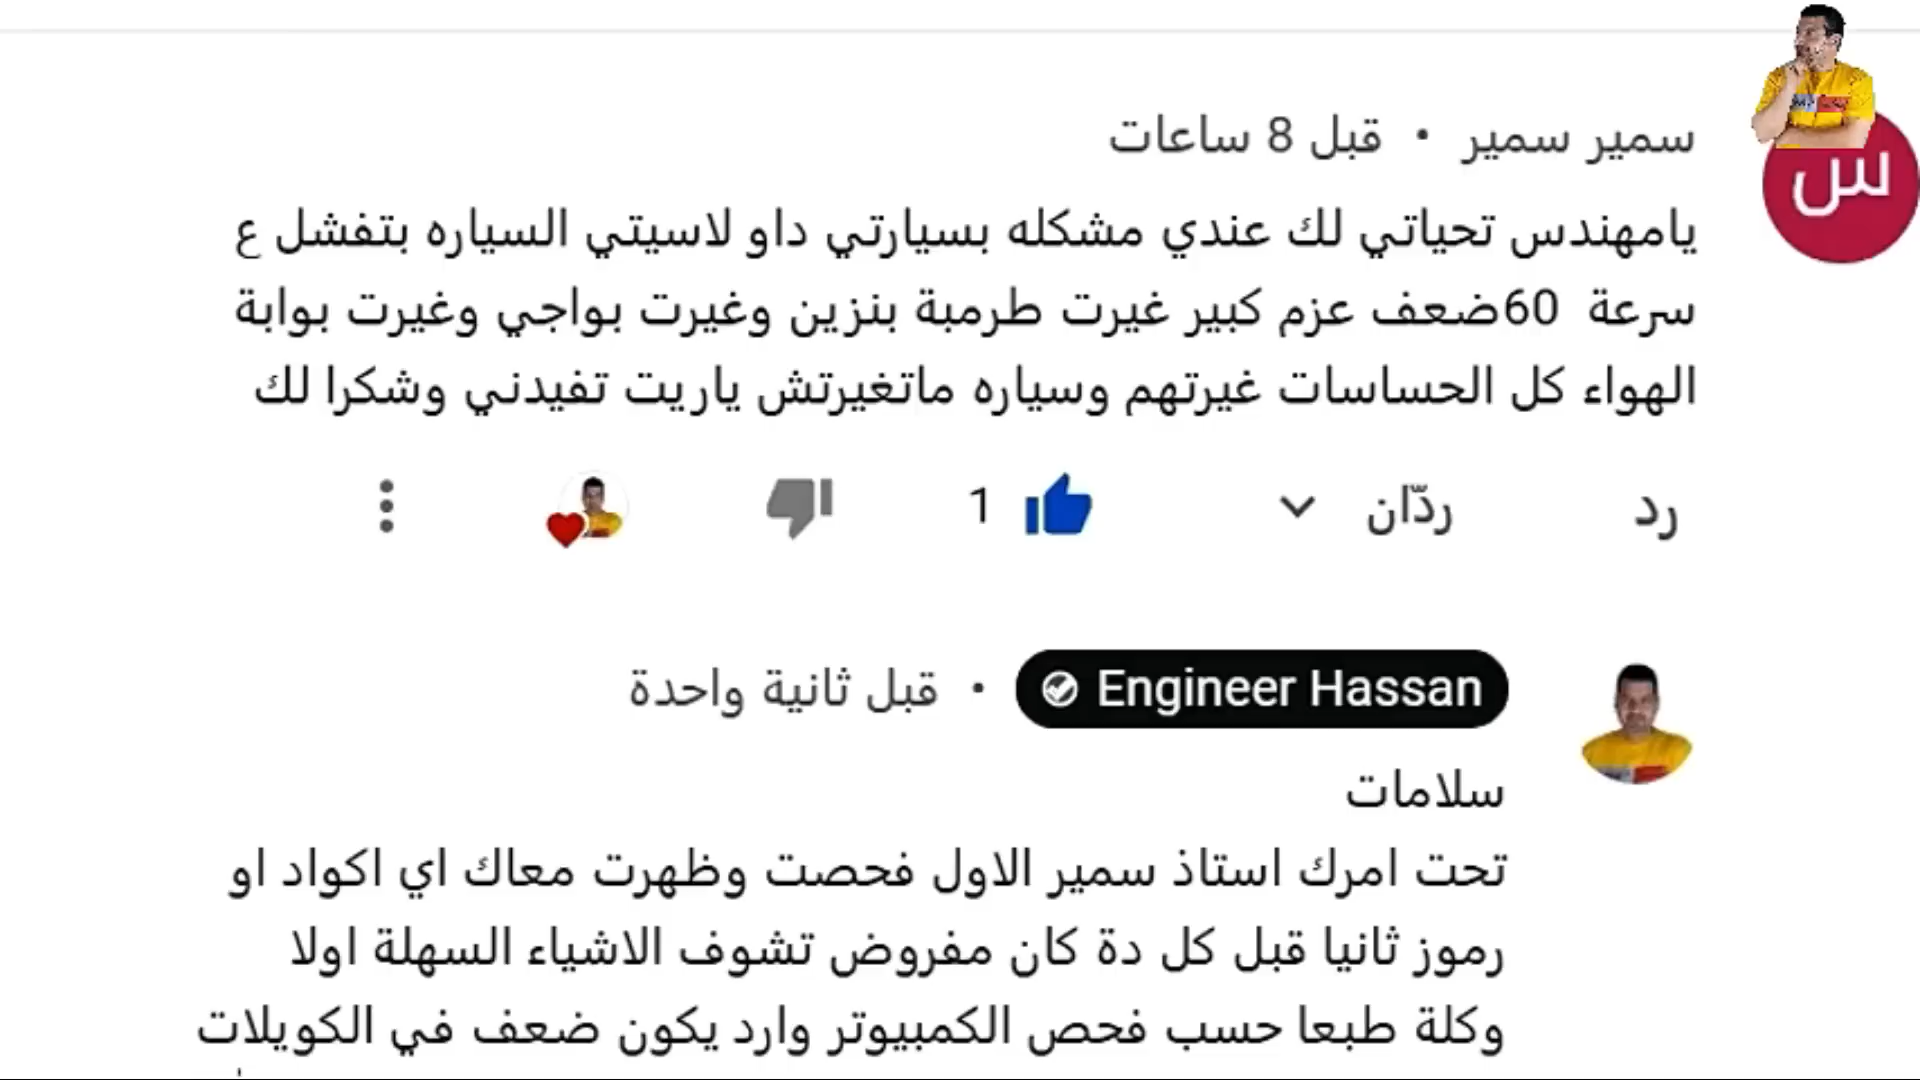 سمير سمير • قبل 8 ساعات
س
يامهندس تحياتي لك عندي مشكله بسيارتي داو لاسيتي السياره بتفشل ع
سرعة 60ضعف عزم كبير غيرت طرمبة بنزين وغيرت بواجي وغيرت بوابة
الهواء كل الحساسات غيرتهم وسياره ماتغيرتش ياريت تفيدني وشكرا لك
رد ردّان 1
Engineer Hassan • قبل ثانية واحدة
سلامات
تحت امرك استاذ سمير الاول فحصت وظهرت معاك اي اكواد او
رموز ثانيا قبل كل دة كان مفروض تشوف الاشياء السهلة اولا
وكلة طبعا حسب فحص الكمبيوتر وارد يكون ضعف في الكويلات